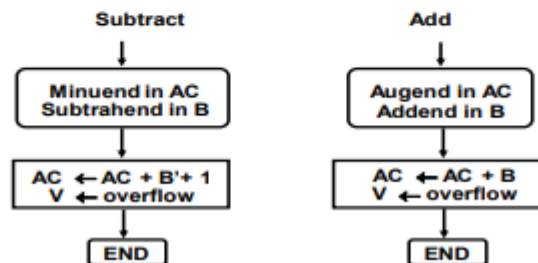 Subtract
Minuend in AC
Subtrahend in B
AC ← AC + B'+ 1
V ← overflow
END
Add
Augend in AC
Addend in B
AC ← AC + B
V ← overflow
END